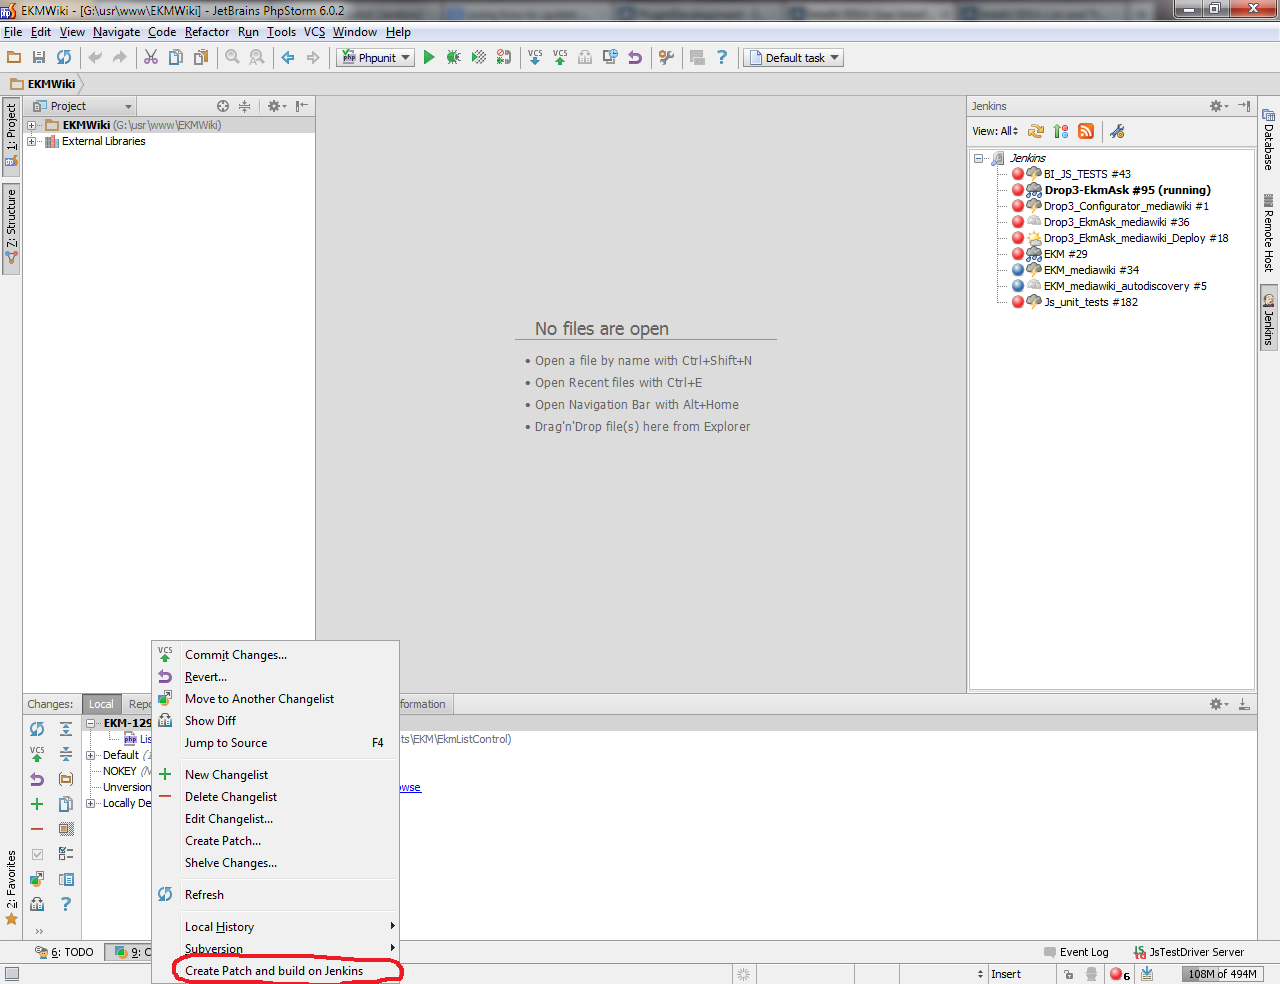 EKMWiki - [G:\usr\www\EKMWiki] - JetBrains PhpStorm 6.0.2
File Edit View Navigate Code Refactor Run Tools VCS Window Help
Phpunit Default task
EKMWiki
Project
EKMWiki (G:\usr\www\EKMWiki)
External Libraries
1: Project
7: Structure
2: Favorites
No files are open
• Open a file by name with Ctrl+Shift+N
• Open Recent files with Ctrl+E
• Open Navigation Bar with Alt+Home
• Drag'n'Drop file(s) here from Explorer
Jenkins
View: All
Jenkins
BI_JS_TESTS #43
Drop3-EkmAsk #95 (running)
Drop3_Configurator_mediawiki #1
Drop3_EkmAsk_mediawiki #36
Drop3_EkmAsk_mediawiki_Deploy #18
EKM #29
EKM_mediawiki #34
EKM_mediawiki_autodiscovery #5
Js_unit_tests #182
Database
Remote Host
Jenkins
Changes: Local Repo formation
EKM-129
Lis ts\EKM\EkmListControl)
Default
NOKEY
Unversion owse
Locally De
VCS
Commit Changes...
Revert...
Move to Another Changelist
Show Diff
Jump to Source F4
New Changelist
Delete Changelist
Edit Changelist...
Create Patch...
Shelve Changes...
Refresh
Local History
Subversion
Create Patch and build on Jenkins
6: TODO 9: C Event Log JsTestDriver Server
Insert 6 108M of 494M